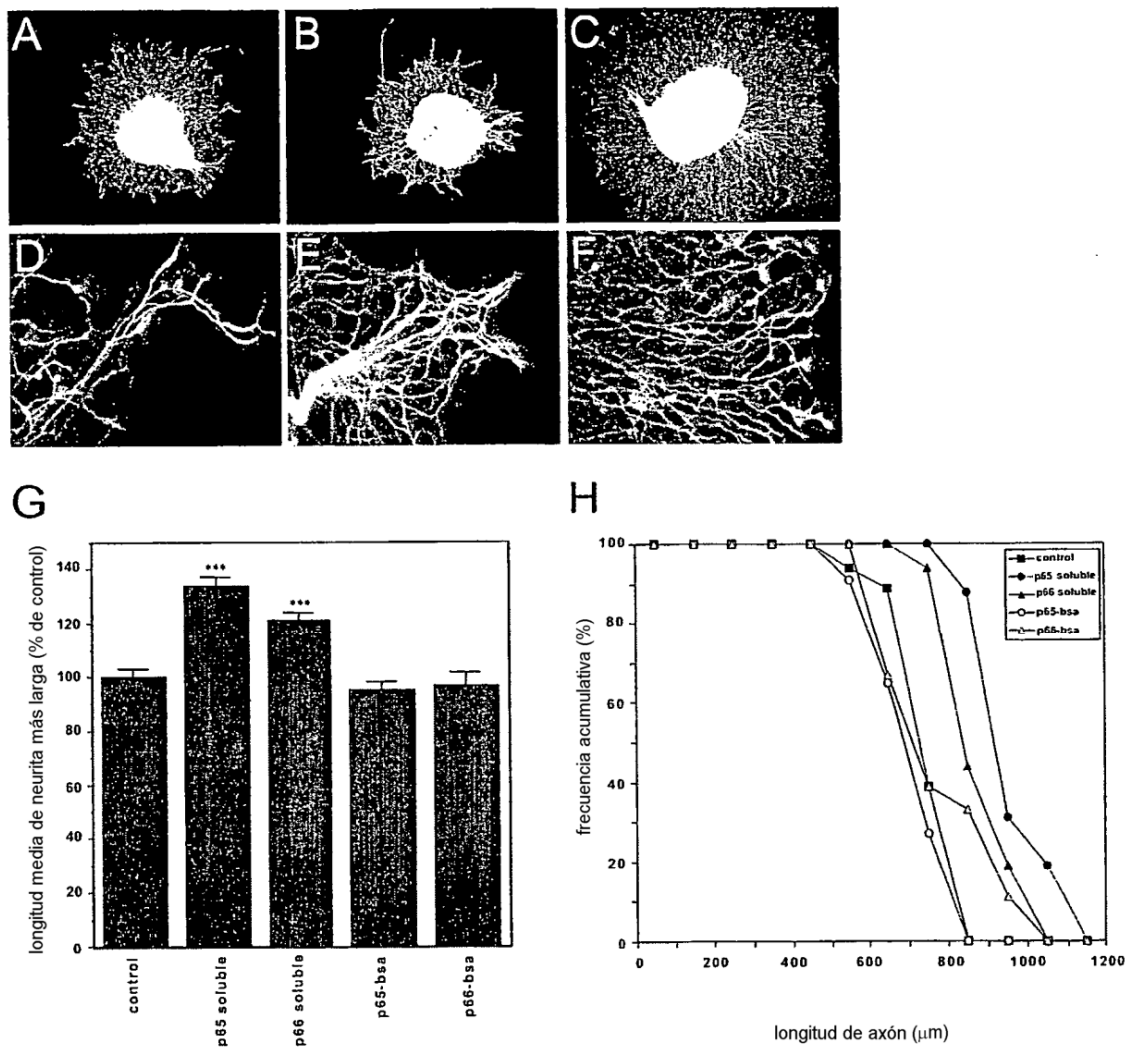 A
B
C
D
E
F
G
longitud media de neurita más larga (% de control)
140
120
100
80
60
40
20
0
***
***
control
p65 soluble
p66 soluble
p65-bsa
p66-bsa
H
frecuencia acumulativa (%)
100
80
60
40
20
0
control
p65 soluble
p66 soluble
p65-bsa
p66-bsa
0
200
400
600
800
1000
1200
longitud de axón (µm)